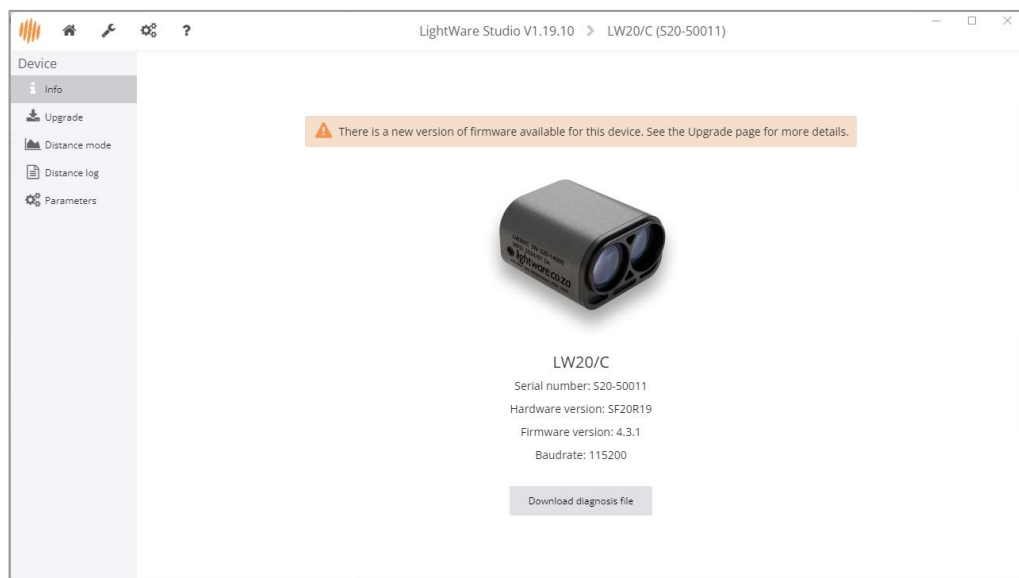 LightWare Studio V1.19.10 > LW20/C (S20-50011)
Device
Info
Upgrade
Distance mode
Distance log
Parameters
There is a new version of firmware available for this device. See the Upgrade page for more details.
lightware.co.za
LW20/C
Serial number: S20-50011
Hardware version: SF20R19
Firmware version: 4.3.1
Baudrate: 115200
Download diagnosis file